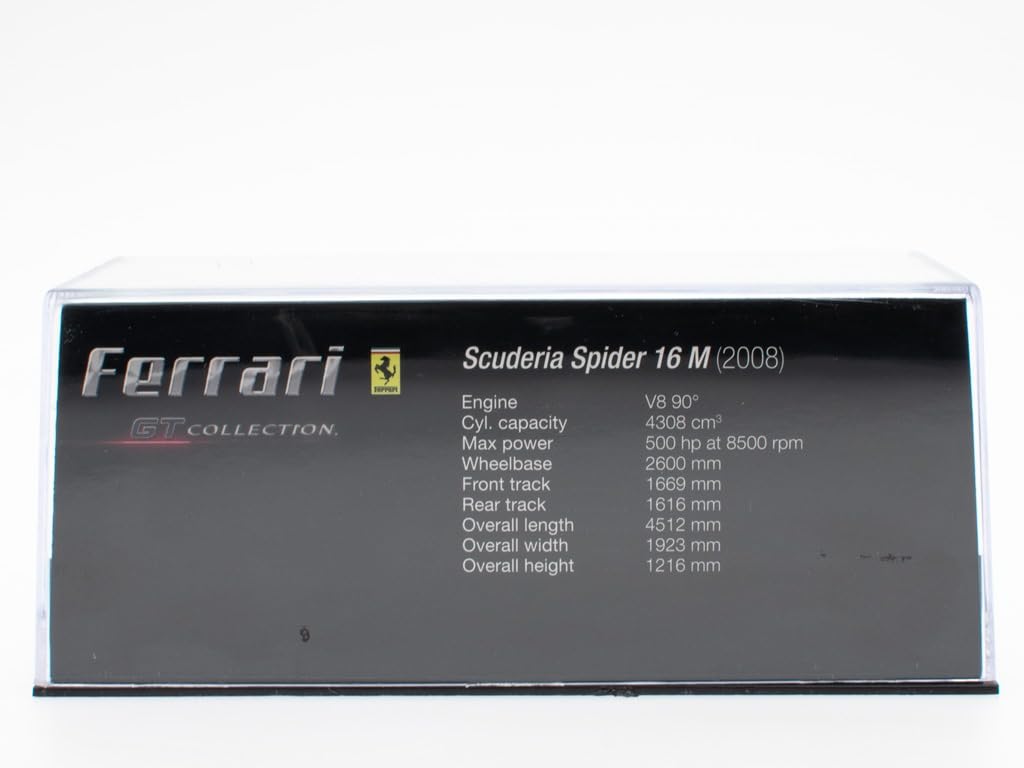 Ferrari
GT COLLECTION.
Scuderia Spider 16 M (2008)
Engine V8 90°
Cyl. capacity 4308 cm³
Max power 500 hp at 8500 rpm
Wheelbase 2600 mm
Front track 1669 mm
Rear track 1616 mm
Overall length 4512 mm
Overall width 1923 mm
Overall height 1216 mm